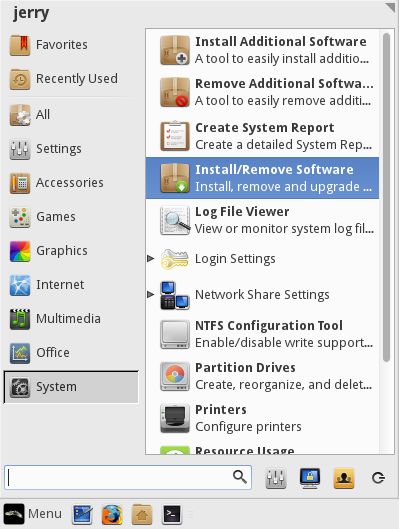 jerry
Favorites
Recently Used
All
Settings
Accessories
Games
Graphics
Internet
Multimedia
Office
System
Install Additional Software
A tool to easily install additio...
Remove Additional Softwa...
A tool to easily remove additi...
Create System Report
Create a detailed System Rep...
Install/Remove Software
Install, remove and upgrade ...
Log File Viewer
View or monitor system log fil...
Login Settings
Network Share Settings
NTFS Configuration Tool
Enable/disable write support...
Partition Drives
Create, reorganize, and delet...
Printers
Configure printers
Resource Usage
Menu